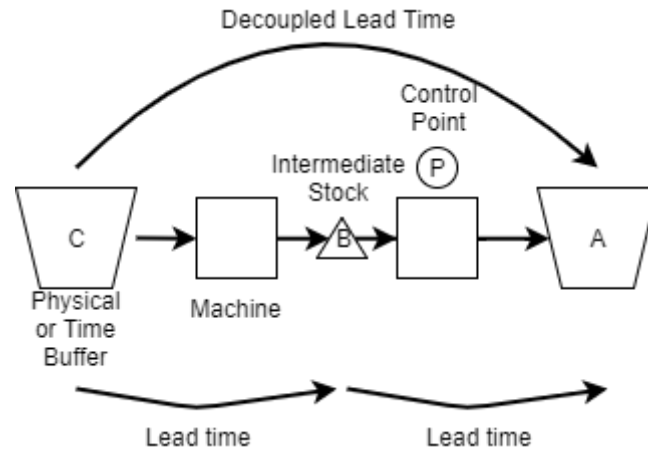 Decoupled Lead Time
Control
Point
P
Intermediate
Stock
C
B
A
Physical
or Time
Buffer
Machine
Lead time
Lead time